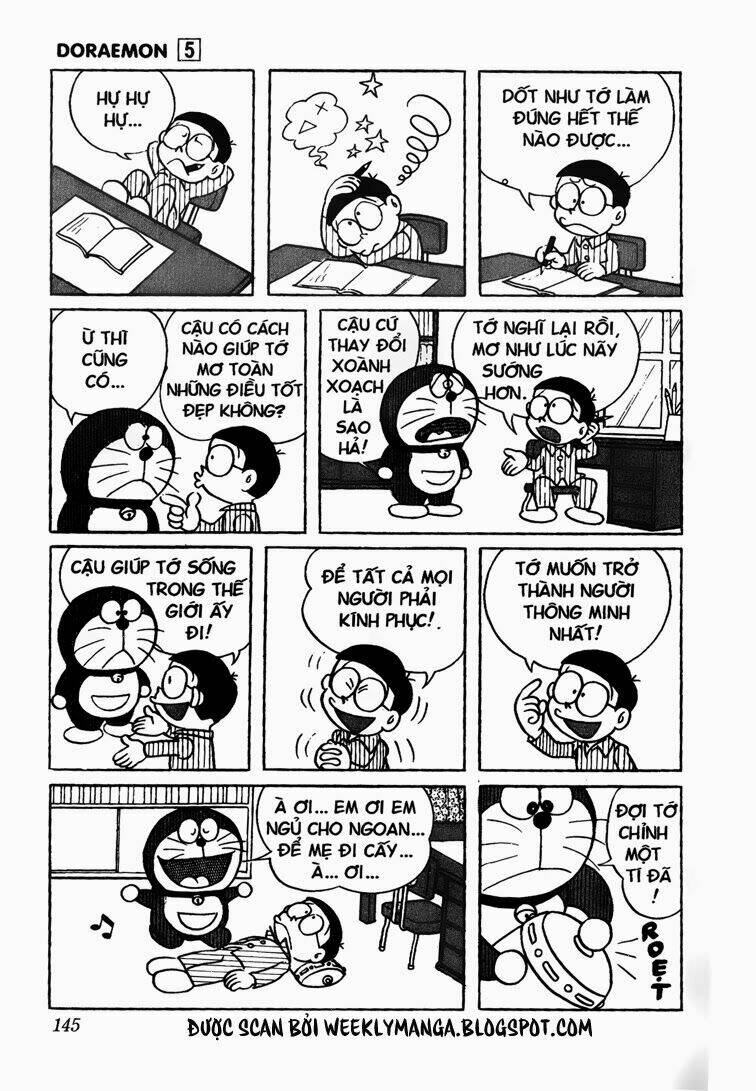 DORAEMON 5
DỐT NHƯ TỚ LÀM
ĐÚNG HẾT THẾ
NÀO ĐƯỢC...
HỰ HỰ
HỰ...
TỚ NGHĨ LẠI RỒI,
MƠ NHƯ LÚC NÃY
SƯỚNG
HƠN.
CẬU CỨ
THAY ĐỔI
XOÀNH
XOẠCH
LÀ
SAO
HẢ!
CẬU CÓ CÁCH
NÀO GIÚP TỚ
MƠ TOÀN
NHỮNG ĐIỀU TỐT
ĐẸP KHÔNG?
Ừ THÌ
CŨNG
CÓ...
TỚ MUỐN TRỞ
THÀNH NGƯỜI
THÔNG MINH
NHẤT!
ĐỂ TẤT CẢ MỌI
NGƯỜI PHẢI
KÍNH PHỤC!
CẬU GIÚP TỚ SỐNG
TRONG THẾ
GIỚI ẤY
ĐI!
ĐỢI TỚ
CHỈNH
MỘT
TÍ ĐÃ
!
ROẸT
À ƠI... EM ƠI EM
NGỦ CHO NGOAN...
ĐỂ MẸ ĐI CẤY...
À... ƠI...
145
ĐƯỢC SCAN BỞI WEEKLYMANGA.BLOGSPOT.COM